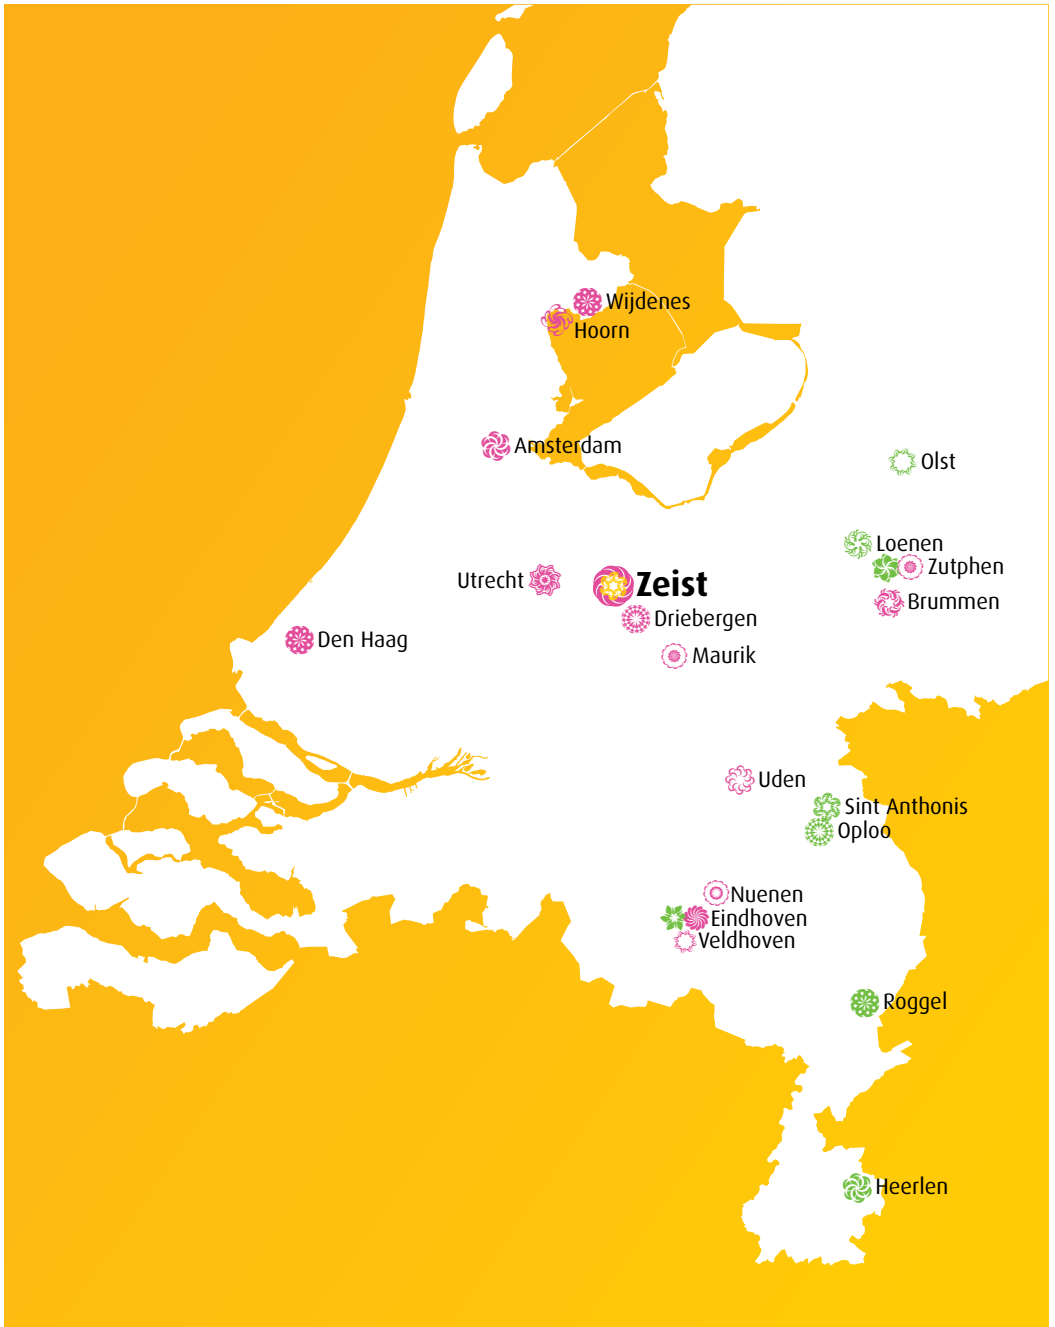 Wijdenes
Hoorn
Amsterdam
Olst
Loenen
Zutphen
Utrecht
Zeist
Brummen
Driebergen
Den Haag
Maurik
Uden
Sint Anthonis
Oploo
Nuenen
Eindhoven
Veldhoven
Roggel
Heerlen